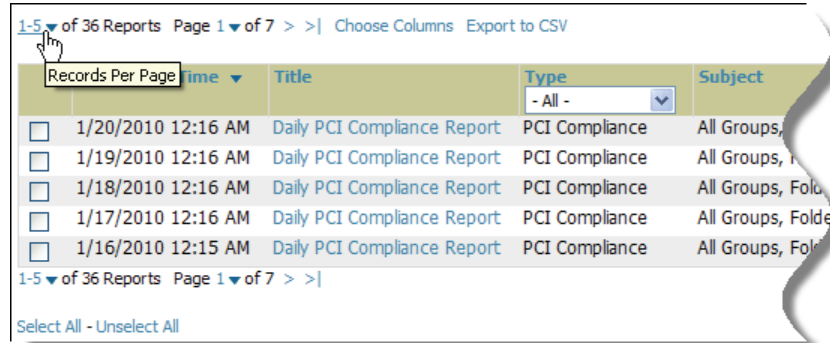 1-5 of 36 Reports Page 1 of 7 > >| Choose Columns Export to CSV
Records Per Page Time Title Type Subject
- All -
1/20/2010 12:16 AM Daily PCI Compliance Report PCI Compliance All Groups,
1/19/2010 12:16 AM Daily PCI Compliance Report PCI Compliance All Groups,
1/18/2010 12:16 AM Daily PCI Compliance Report PCI Compliance All Groups,
1/17/2010 12:16 AM Daily PCI Compliance Report PCI Compliance All Groups, Folde
1/16/2010 12:15 AM Daily PCI Compliance Report PCI Compliance All Groups,
1-5 of 36 Reports Page 1 of 7 > >|
Select All - Unselect All